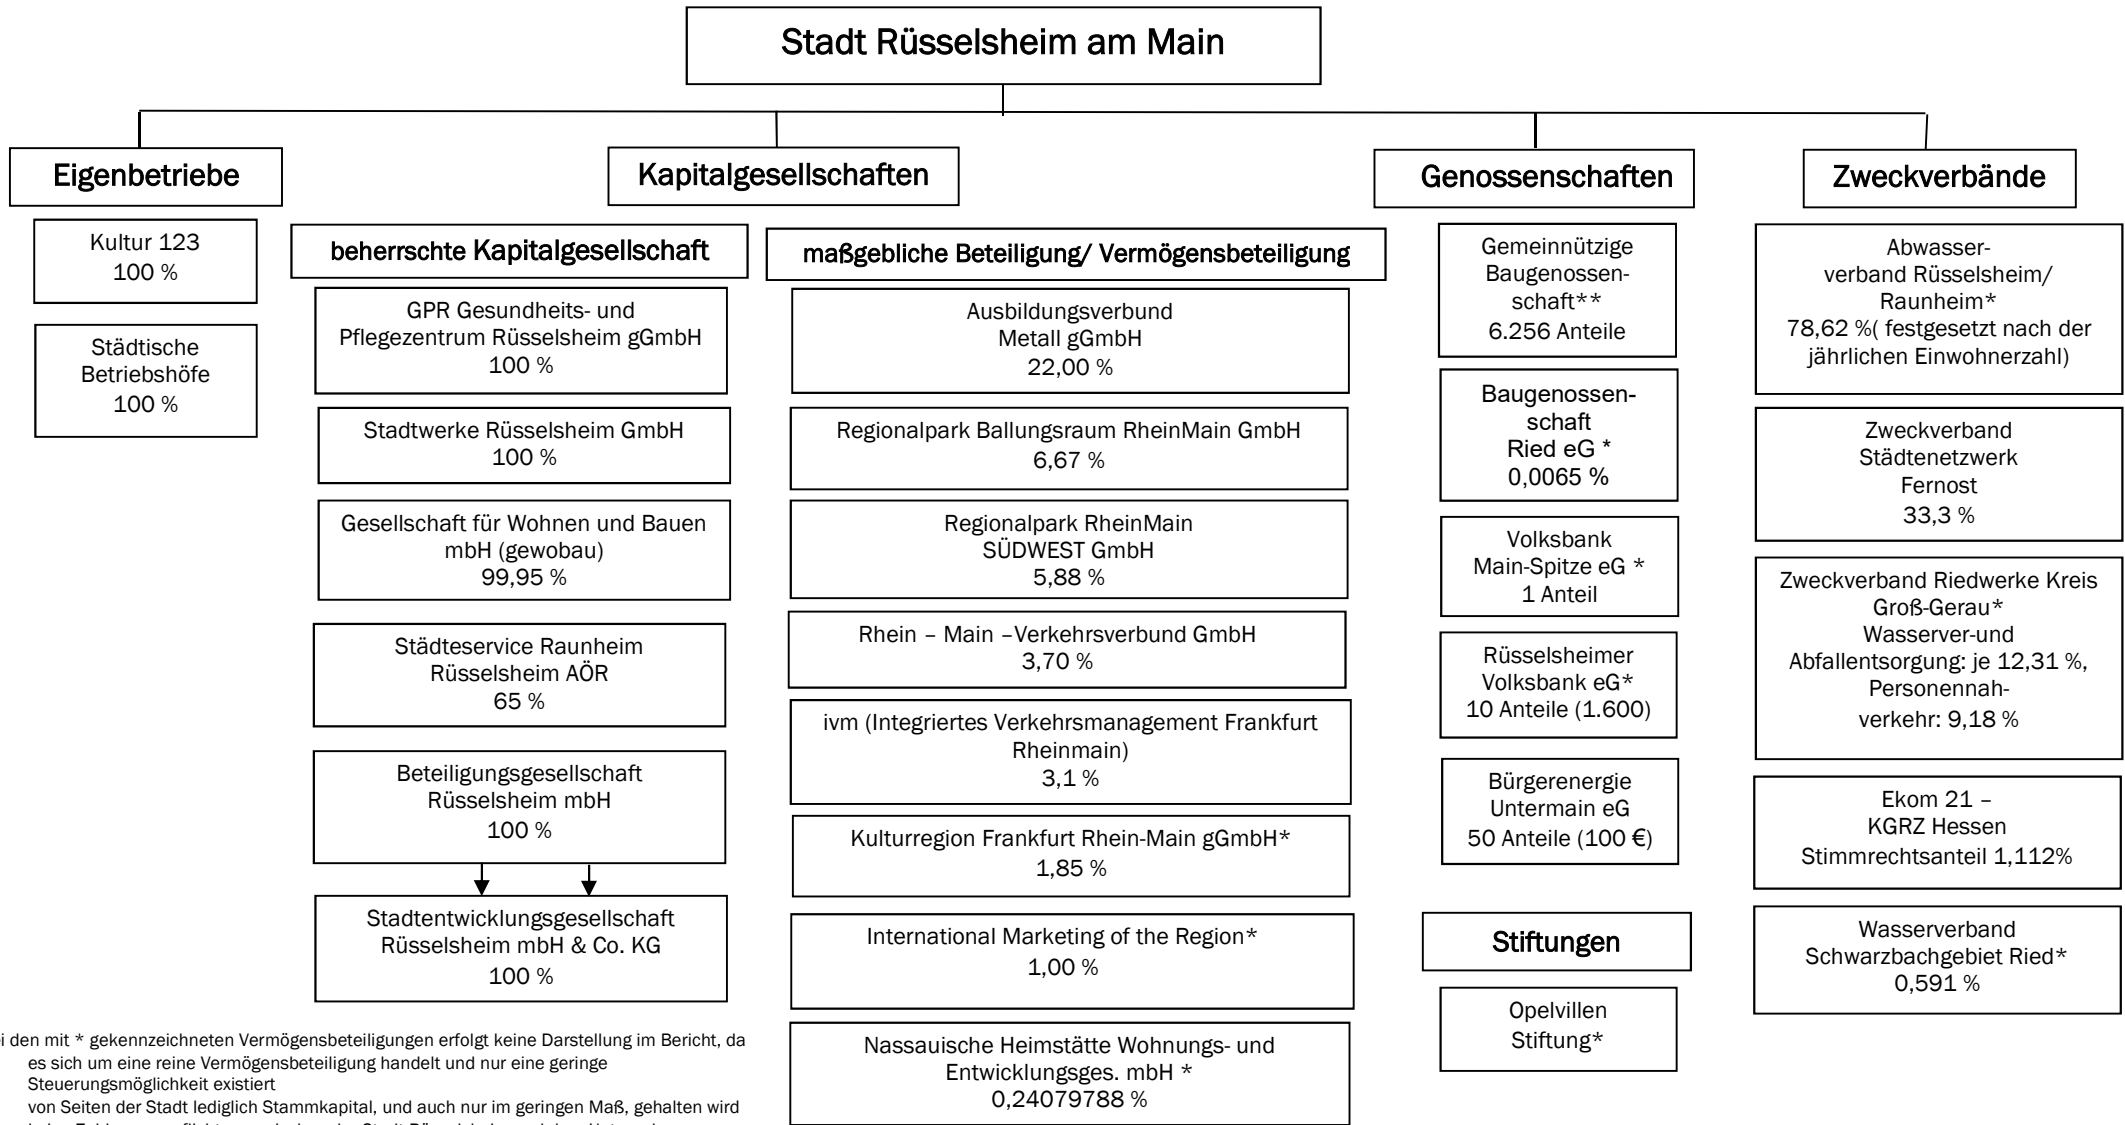 Stadt Rüsselsheim am Main
Eigenbetriebe
Kultur 123
100 %
Städtische
Betriebshöfe
100 %
Kapitalgesellschaften
beherrschte Kapitalgesellschaft
GPR Gesundheits- und
Pflegezentrum Rüsselsheim gGmbH
100 %
Stadtwerke Rüsselsheim GmbH
100 %
Gesellschaft für Wohnen und Bauen
mbH (gewobau)
99,95 %
Städteservice Raunheim
Rüsselsheim AÖR
65 %
Beteiligungsgesellschaft
Rüsselsheim mbH
100 %
Stadtentwicklungsgesellschaft
Rüsselsheim mbH & Co. KG
100 %
maßgebliche Beteiligung/ Vermögensbeteiligung
Ausbildungsverbund
Metall gGmbH
22,00 %
Regionalpark Ballungsraum RheinMain GmbH
6,67 %
Regionalpark RheinMain
SÜDWEST GmbH
5,88 %
Rhein – Main –Verkehrsverbund GmbH
3,70 %
ivm (Integriertes Verkehrsmanagement Frankfurt
Rheinmain)
3,1 %
Kulturregion Frankfurt Rhein-Main gGmbH*
1,85 %
International Marketing of the Region*
1,00 %
Nassauische Heimstätte Wohnungs- und
Entwicklungsges. mbH *
0,24079788 %
Genossenschaften
Gemeinnützige
Baugenossen-
schaft**
6.256 Anteile
Baugenossen-
schaft
Ried eG *
0,0065 %
Volksbank
Main-Spitze eG *
1 Anteil
Rüsselsheimer
Volksbank eG*
10 Anteile (1.600)
Bürgerenergie
Untermain eG
50 Anteile (100 €)
Stiftungen
Opelvillen
Stiftung*
Zweckverbände
Abwasser-
verband Rüsselsheim/
Raunheim*
78,62 %( festgesetzt nach der
jährlichen Einwohnerzahl)
Zweckverband
Städtenetzwerk
Fernost
33,3 %
Zweckverband Riedwerke Kreis
Groß-Gerau*
Wasserver-und
Abfallentsorgung: je 12,31 %,
Personennah-
verkehr: 9,18 %
Ekom 21 –
KGRZ Hessen
Stimmrechtsanteil 1,112%
Wasserverband
Schwarzbachgebiet Ried*
0,591 %
i den mit * gekennzeichneten Vermögensbeteiligungen erfolgt keine Darstellung im Bericht, da
es sich um eine reine Vermögensbeteiligung handelt und nur eine geringe
Steuerungsmöglichkeit existiert
von Seiten der Stadt lediglich Stammkapital, und auch nur im geringen Maß, gehalten wird